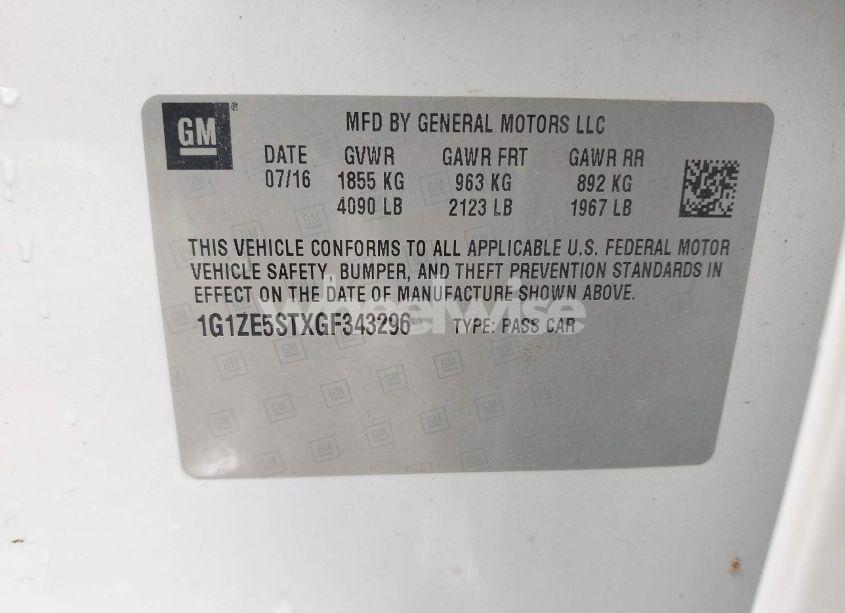 GM ®
MFD BY GENERAL MOTORS LLC
DATE GVWR GAWR FRT GAWR RR
07/16 1855 KG 963 KG 892 KG
4090 LB 2123 LB 1967 LB
THIS VEHICLE CONFORMS TO ALL APPLICABLE U.S. FEDERAL MOTOR
VEHICLE SAFETY, BUMPER, AND THEFT PREVENTION STANDARDS IN
EFFECT ON THE DATE OF MANUFACTURE SHOWN ABOVE.
wheelwise
1G1ZE5STXGF343296 TYPE: PASS CAR